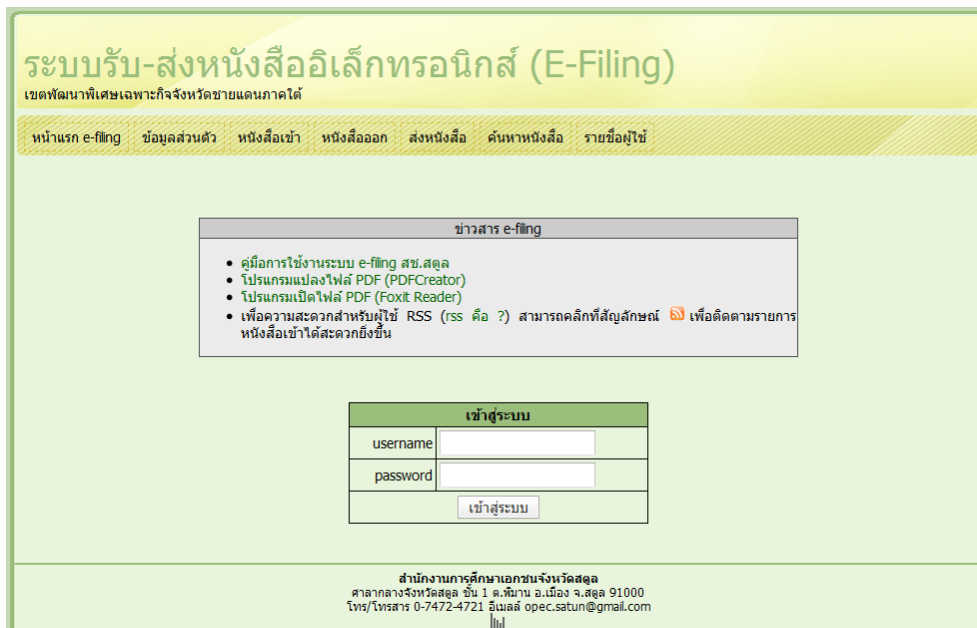 ระบบรับ-ส่งหนังสืออิเล็กทรอนิกส์ (E-Filing)
เขตพัฒนาพิเศษเฉพาะกิจจังหวัดชายแดนภาคใต้
หน้าแรก e-filing ข้อมูลส่วนตัว หนังสือเข้า หนังสือออก ส่งหนังสือ ค้นหาหนังสือ รายชื่อผู้ใช้
ข่าวสาร e-filing
• คู่มือการใช้งานระบบ e-filing สช.สตูล
• โปรแกรมแปลงไฟล์ PDF (PDFCreator)
• โปรแกรมเปิดไฟล์ PDF (Foxit Reader)
• เพื่อความสะดวกสำหรับผู้ใช้ RSS (rss คือ ?) สามารถคลิกที่สัญลักษณ์ เพื่อติดตามรายการ
หนังสือเข้าได้สะดวกยิ่งขึ้น
เข้าสู่ระบบ
username
password
เข้าสู่ระบบ
สำนักงานการศึกษาเอกชนจังหวัดสตูล
ศาลากลางจังหวัดสตูล ชั้น 1 ต.พิมาน อ.เมือง จ.สตูล 91000
โทร/โทรสาร 0-7472-4721 อีเมลล์ opec.satun@gmail.com